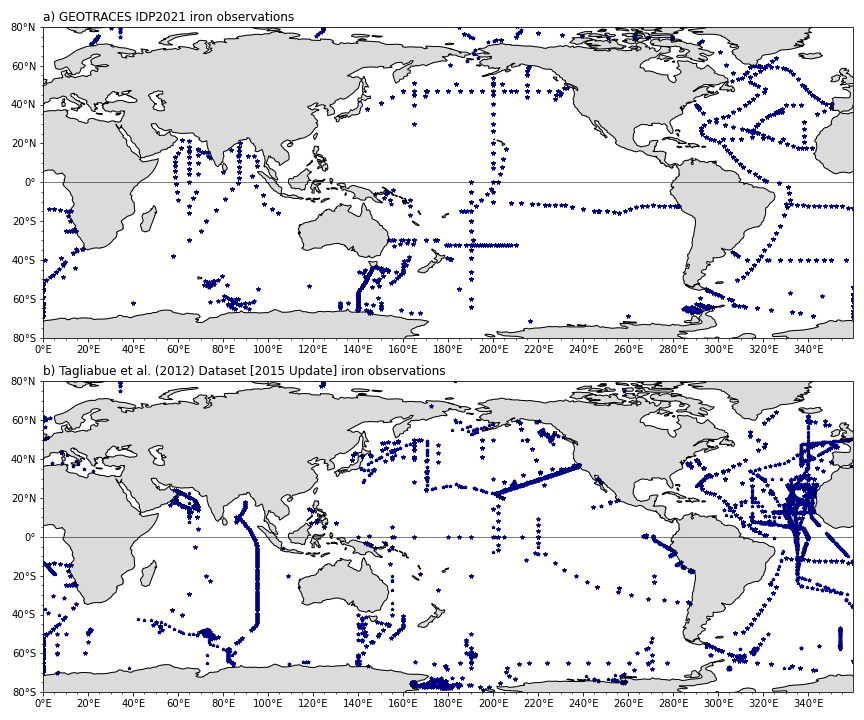 a) GEOTRACES IDP2021 iron observations
80°N
60°N
40°N
20°N
0°
20°S
40°S
60°S
80°S
0°E 20°E 40°E 60°E 80°E 100°E 120°E 140°E 160°E 180°E 200°E 220°E 240°E 260°E 280°E 300°E 320°E 340°E
b) Tagliabue et al. (2012) Dataset [2015 Update] iron observations
80°N
60°N
40°N
20°N
0°
20°S
40°S
60°S
80°S
0°E 20°E 40°E 60°E 80°E 100°E 120°E 140°E 160°E 180°E 200°E 220°E 240°E 260°E 280°E 300°E 320°E 340°E